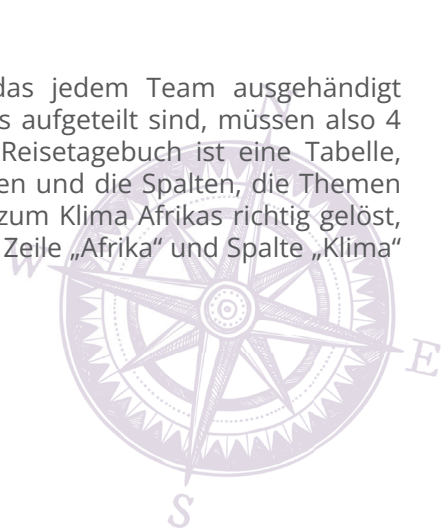 das jedem Team ausgehändigt
s aufgeteilt sind, müssen also 4
Reisetagebuch ist eine Tabelle,
en und die Spalten, die Themen
zum Klima Afrikas richtig gelöst,
Zeile „Afrika“ und Spalte „Klima“
N
W
E
S